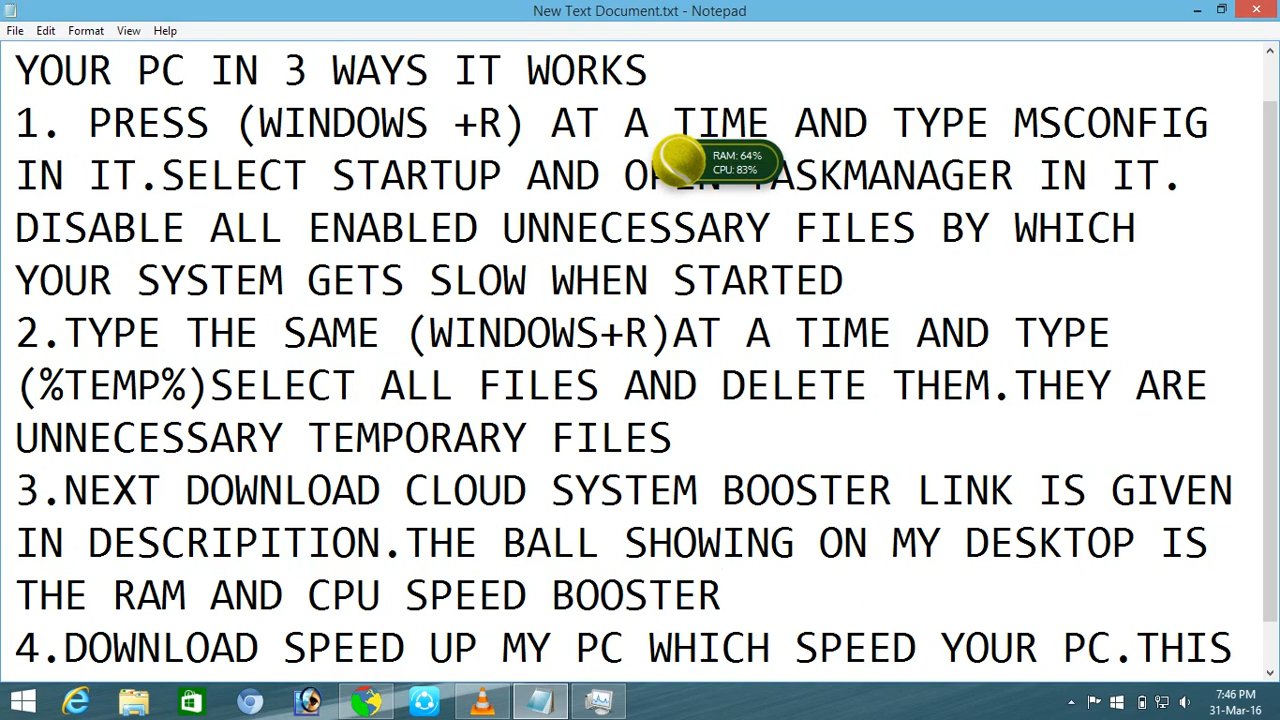 New Text Document.txt - Notepad
File Edit Format View Help
YOUR PC IN 3 WAYS IT WORKS
1. PRESS (WINDOWS +R) AT A TIME AND TYPE MSCONFIG
IN IT.SELECT STARTUP AND OPEN TASKMANAGER IN IT.
RAM: 64%
CPU: 83%
DISABLE ALL ENABLED UNNECESSARY FILES BY WHICH
YOUR SYSTEM GETS SLOW WHEN STARTED
2.TYPE THE SAME (WINDOWS+R)AT A TIME AND TYPE
(%TEMP%)SELECT ALL FILES AND DELETE THEM.THEY ARE
UNNECESSARY TEMPORARY FILES
3.NEXT DOWNLOAD CLOUD SYSTEM BOOSTER LINK IS GIVEN
IN DESCRIPITION.THE BALL SHOWING ON MY DESKTOP IS
THE RAM AND CPU SPEED BOOSTER
4.DOWNLOAD SPEED UP MY PC WHICH SPEED YOUR PC.THIS
7:46 PM
31-Mar-16